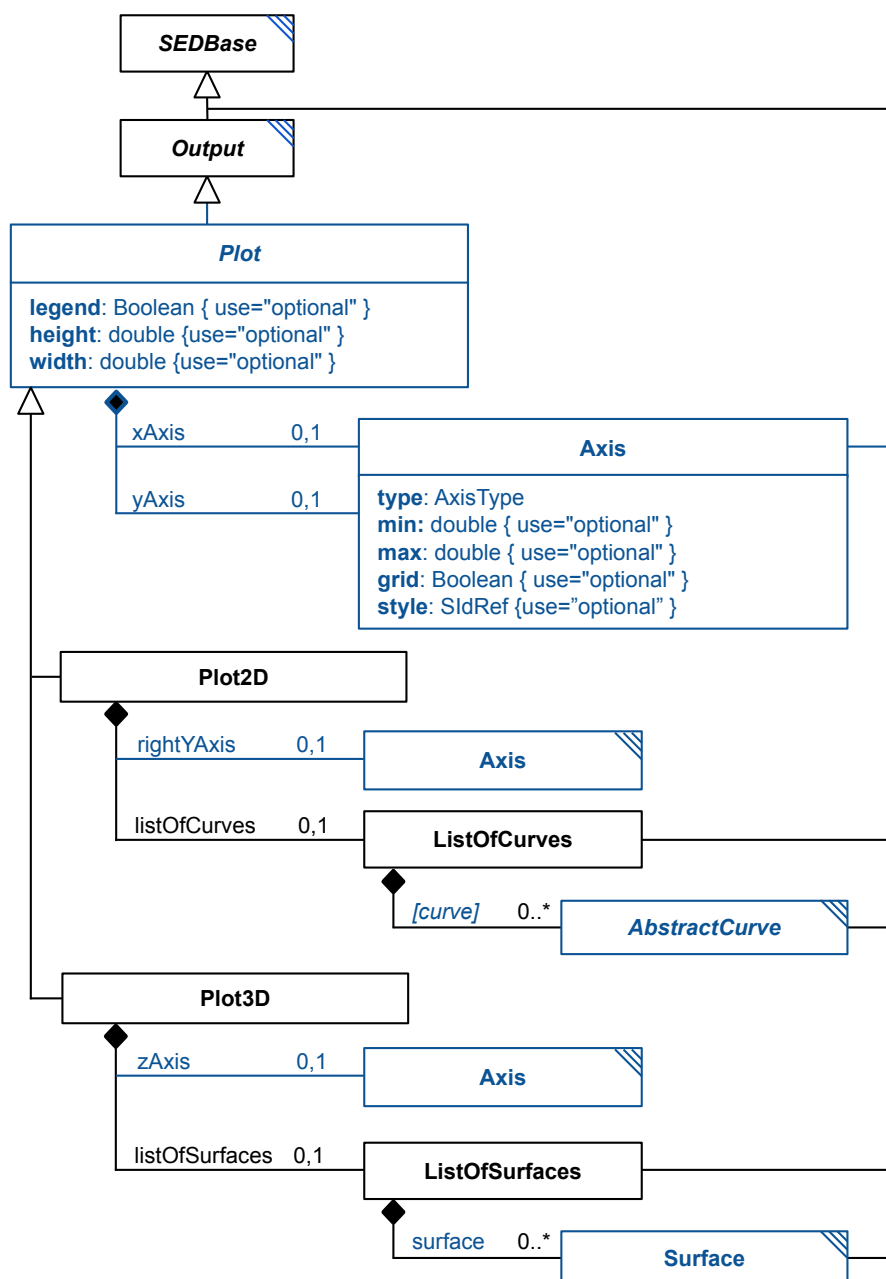 SEDBase
Output
Plot
legend: Boolean { use="optional" }
height: double {use="optional" }
width: double {use="optional" }
xAxis 0,1
Axis
yAxis 0,1
type: AxisType
min: double { use="optional" }
max: double { use="optional" }
grid: Boolean { use="optional" }
style: SIdRef {use=”optional” }
Plot2D
rightYAxis 0,1
Axis
listOfCurves 0,1
ListOfCurves
[curve] 0..*
AbstractCurve
Plot3D
zAxis 0,1
Axis
listOfSurfaces 0,1
ListOfSurfaces
surface 0..*
Surface